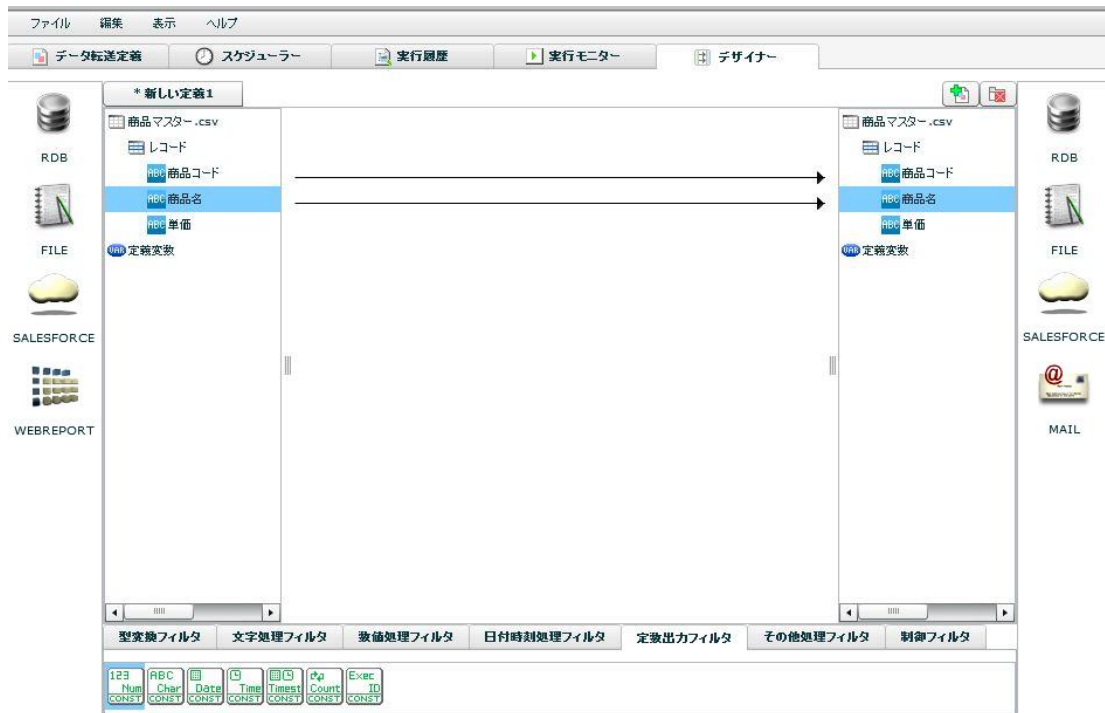 ファイル 編集 表示 ヘルプ
データ転送定義 スケジューラー 実行履歴 実行モニター デザイナー
* 新しい定義1
RDB
FILE
SALESFORCE
WEBREPORT
商品マスター.csv
レコード
ABC 商品コード
ABC 商品名
ABC 単価
VAR 定義変数
商品マスター.csv
レコード
ABC 商品コード
ABC 商品名
ABC 単価
VAR 定義変数
RDB
FILE
SALESFORCE
@
MAIL
型変換フィルタ 文字処理フィルタ 数値処理フィルタ 日付時刻処理フィルタ 定数出力フィルタ その他処理フィルタ 制御フィルタ
123 ABC Exec
Num Char Date Time Timest Count ID
CONST CONST CONST CONST CONST CONST CONST